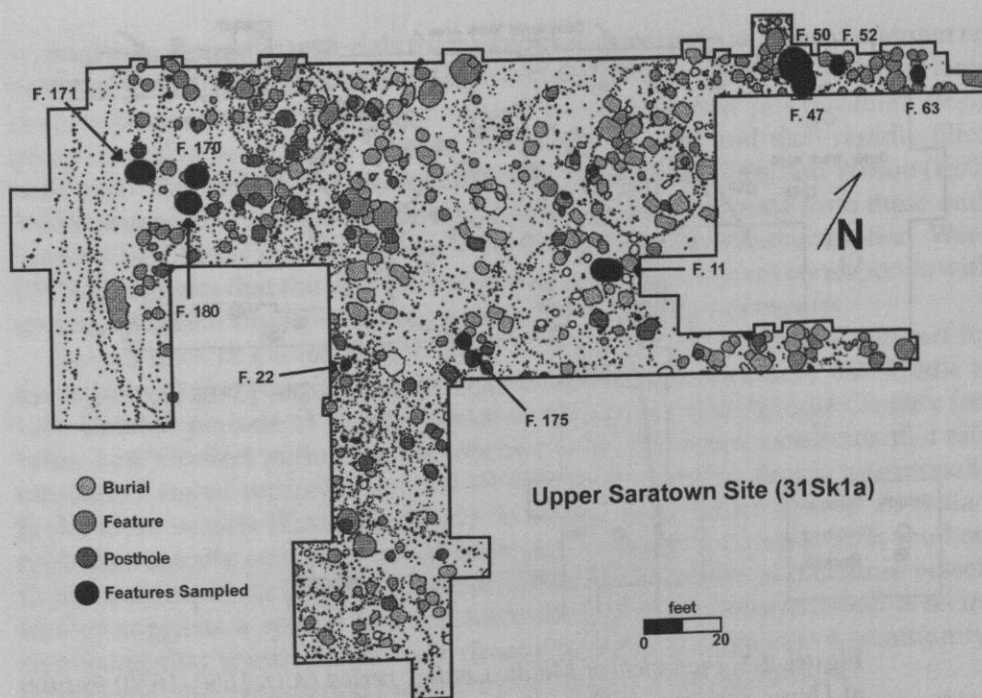 F. 50
F. 52
F. 171
F. 170
F. 47
F. 63
N
F. 11
F. 180
F. 22
F. 175
Burial
Feature
Posthole
Features Sampled
Upper Saratown Site (31Sk1a)
feet
0
20